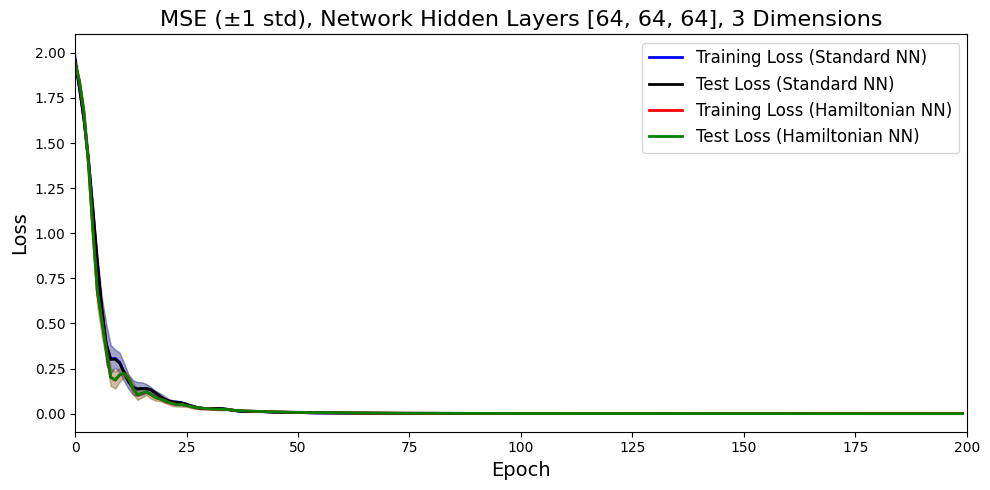 MSE (±1 std), Network Hidden Layers [64, 64, 64], 3 Dimensions
Loss
2.00
1.75
1.50
1.25
1.00
0.75
0.50
0.25
0.00
Training Loss (Standard NN)
Test Loss (Standard NN)
Training Loss (Hamiltonian NN)
Test Loss (Hamiltonian NN)
0 25 50 75 100 125 150 175 200
Epoch